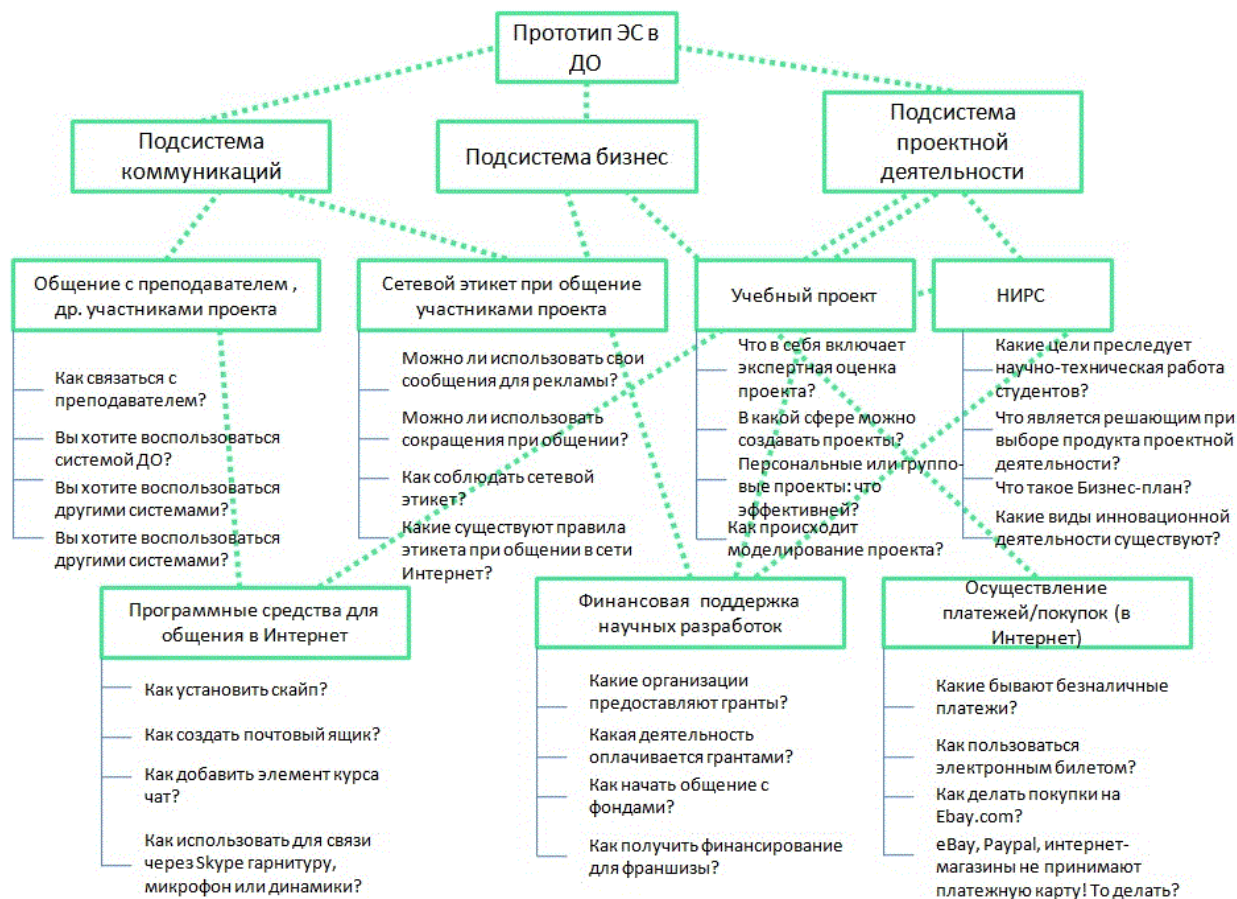 Прототип ЭС в
ДО
Подсистема
коммуникаций
Подсистема бизнес
Подсистема
проектной
деятельности
Общение с преподавателем ,
др. участниками проекта
Как связаться с
преподавателем?
Вы хотите воспользоваться
системой ДО?
Вы хотите воспользоваться
другими системами?
Вы хотите воспользоваться
другими системами?
Сетевой этикет при общение
участниками проекта
Можно ли использовать свои
сообщения для рекламы?
Можно ли использовать
сокращения при общении?
Как соблюдать сетевой
этикет?
Какие существуют правила
этикета при общении в сети
Интернет?
Учебный проект
Что в себя включает
экспертная оценка
проекта?
В какой сфере можно
создавать проекты?
Персональные или группо-
вые проекты: что
эффективней?
Как происходит
моделирование проекта?
НИРС
Какие цели преследует
научно-техническая работа
студентов?
Что является решающим при
выборе продукта проектной
деятельности?
Что такое Бизнес-план?
Какие виды инновационной
деятельности существуют?
Программные средства для
общения в Интернет
Как установить скайп?
Как создать почтовый ящик?
Как добавить элемент курса
чат?
Как использовать для связи
через Skype гарнитуру,
микрофон или динамики?
Финансовая поддержка
научных разработок
Какие организации
предоставляют гранты?
Какая деятельность
оплачивается грантами?
Как начать общение с
фондами?
Как получить финансирование
для франшизы?
Осуществление
платежей/покупок (в
Интернет)
Какие бывают безналичные
платежи?
Как пользоваться
электронным билетом?
Как делать покупки на
Ebay.com?
eBay, Paypal, интернет-
магазины не принимают
платежную карту! То делать?